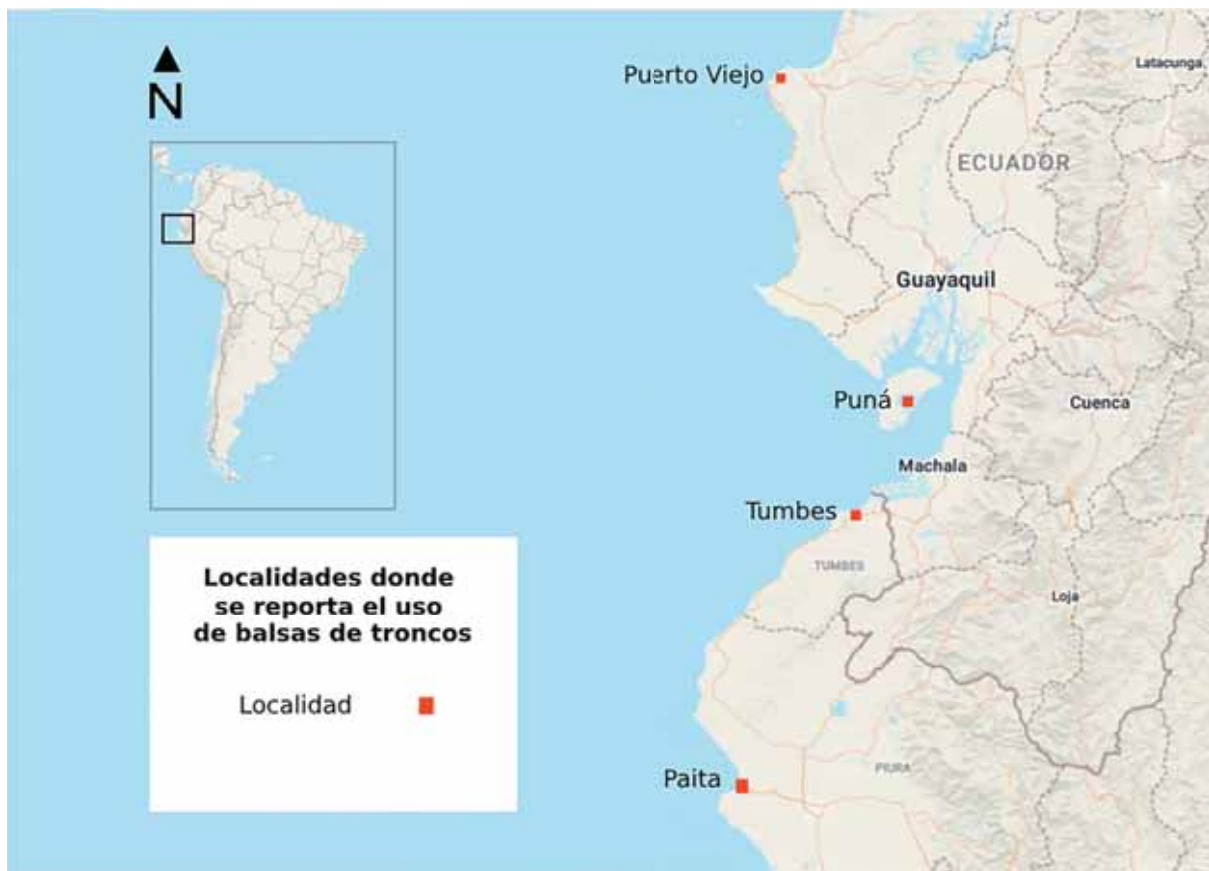 Puerto Viejo
Latacunga
N
ECUADOR
Guayaquil
Puná
Cuenca
Machala
Tumbes
TUMBES
Loja
Localidades donde
se reporta el uso
de balsas de troncos
Localidad
Paita
PIURA